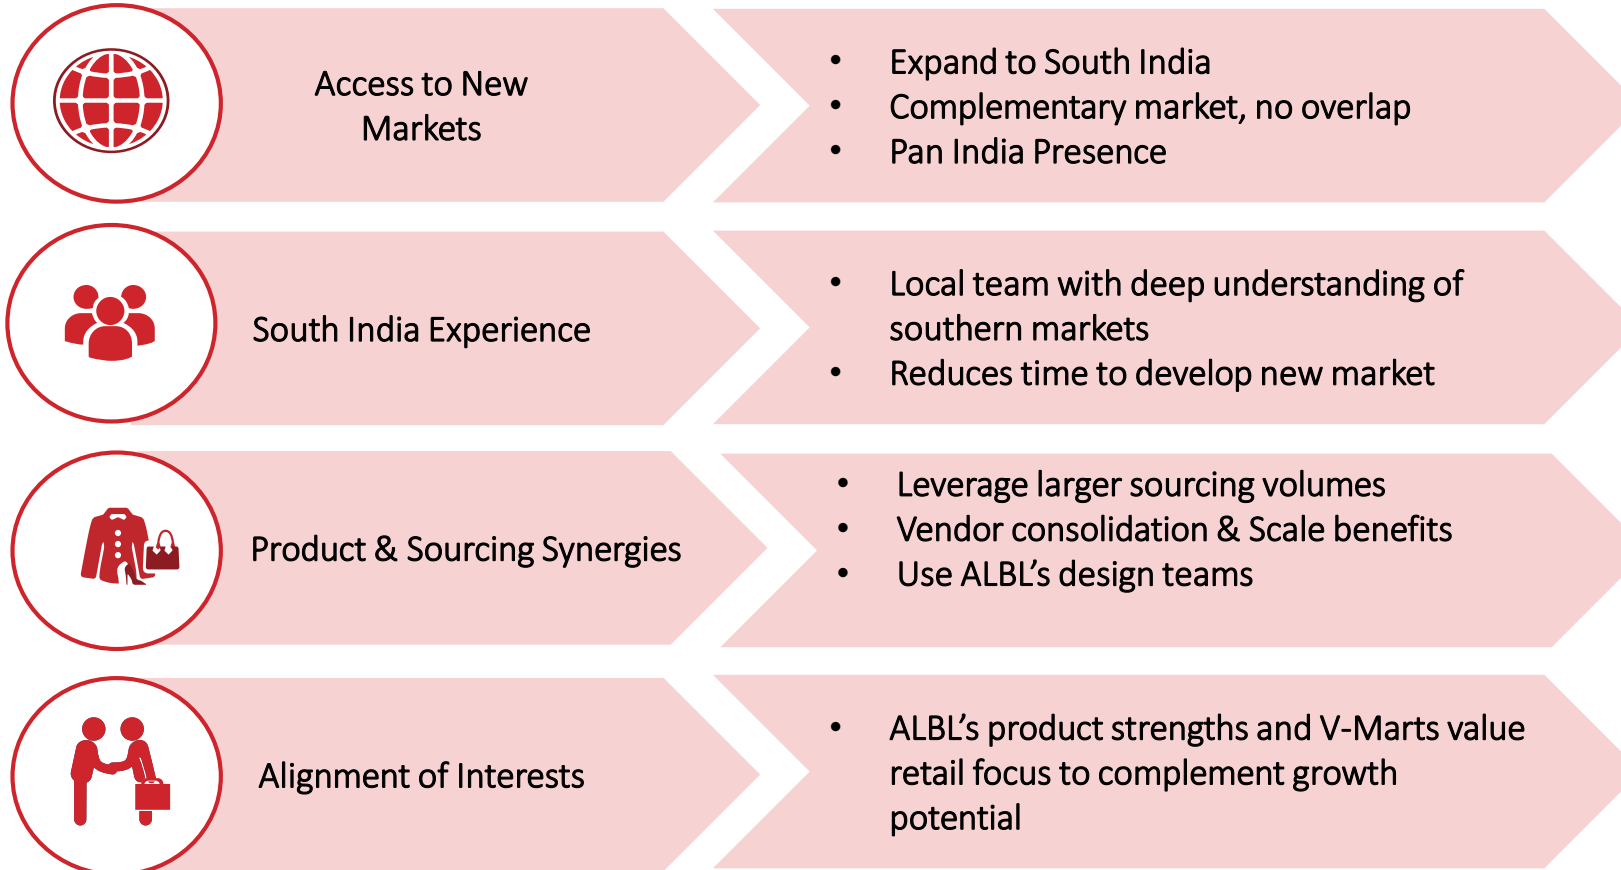 Access to New
Markets
• Expand to South India
• Complementary market, no overlap
• Pan India Presence
South India Experience
• Local team with deep understanding of
southern markets
• Reduces time to develop new market
Product & Sourcing Synergies
• Leverage larger sourcing volumes
• Vendor consolidation & Scale benefits
• Use ALBL’s design teams
Alignment of Interests
• ALBL’s product strengths and V-Marts value
retail focus to complement growth
potential